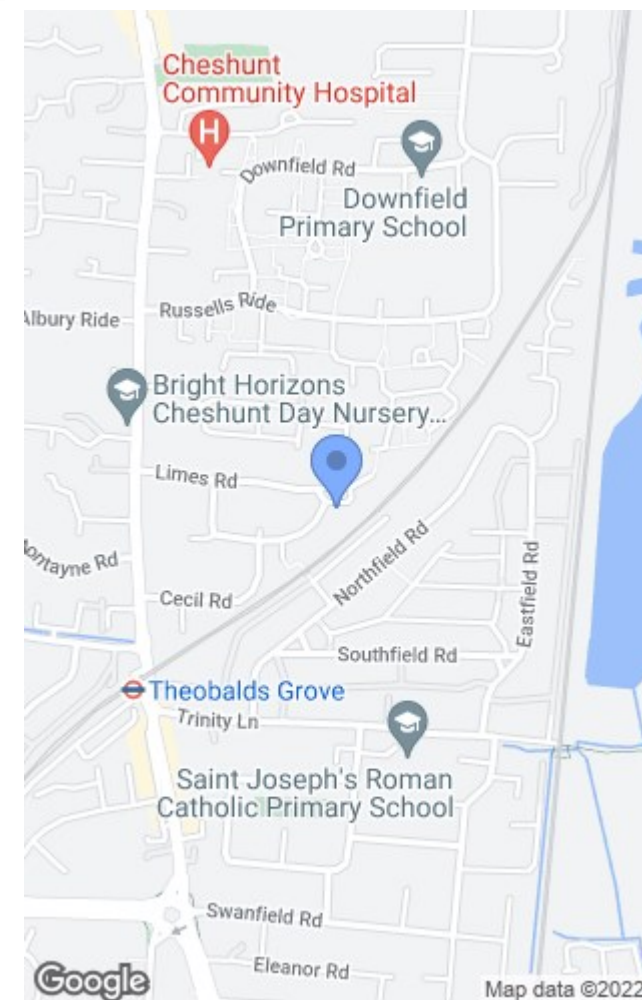 Cheshunt
Community Hospital
H
Downfield Rd
Downfield
Primary School
Russells Ride
Albury Ride
Bright Horizons
Cheshunt Day Nursery...
Limes Rd
Northfield Rd
Eastfield Rd
ontayne Rd
Cecil Rd
Southfield Rd
Theobalds Grove
Trinity Ln
Saint Joseph's Roman
Catholic Primary School
Swanfield Rd
Eleanor Rd
Google
Map data ©2022